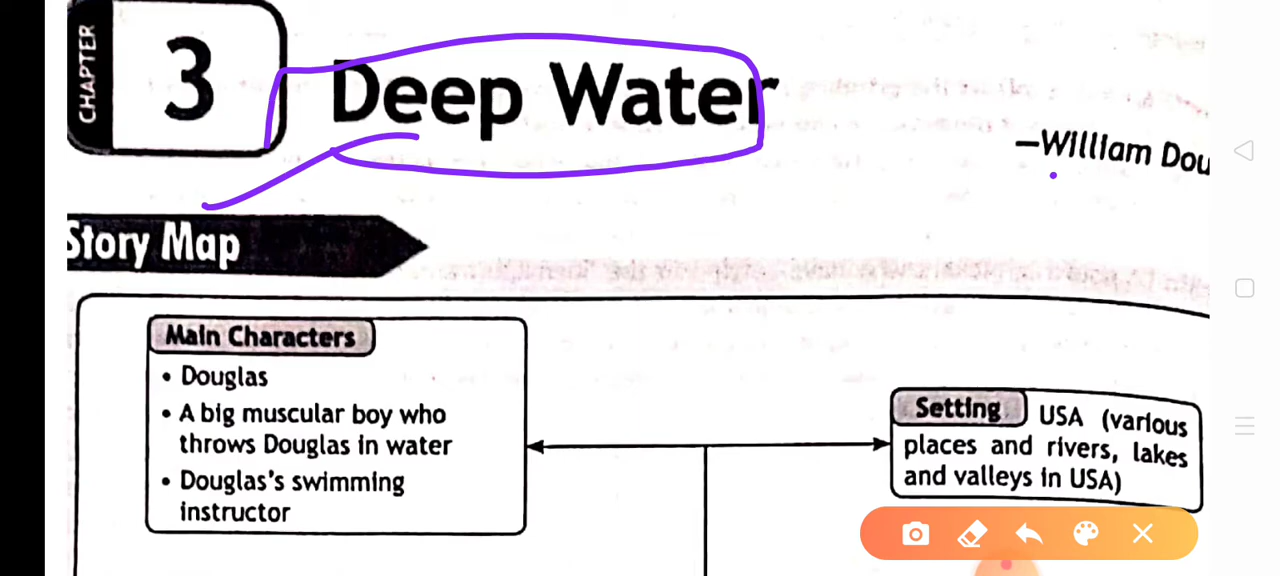 CHAPTER
3
Deep Water
—William Dou
Story Map
Main Characters
• Douglas
• A big muscular boy who
throws Douglas in water
• Douglas's swimming
instructor
Setting USA (various
places and rivers, lakes
and valleys in USA)